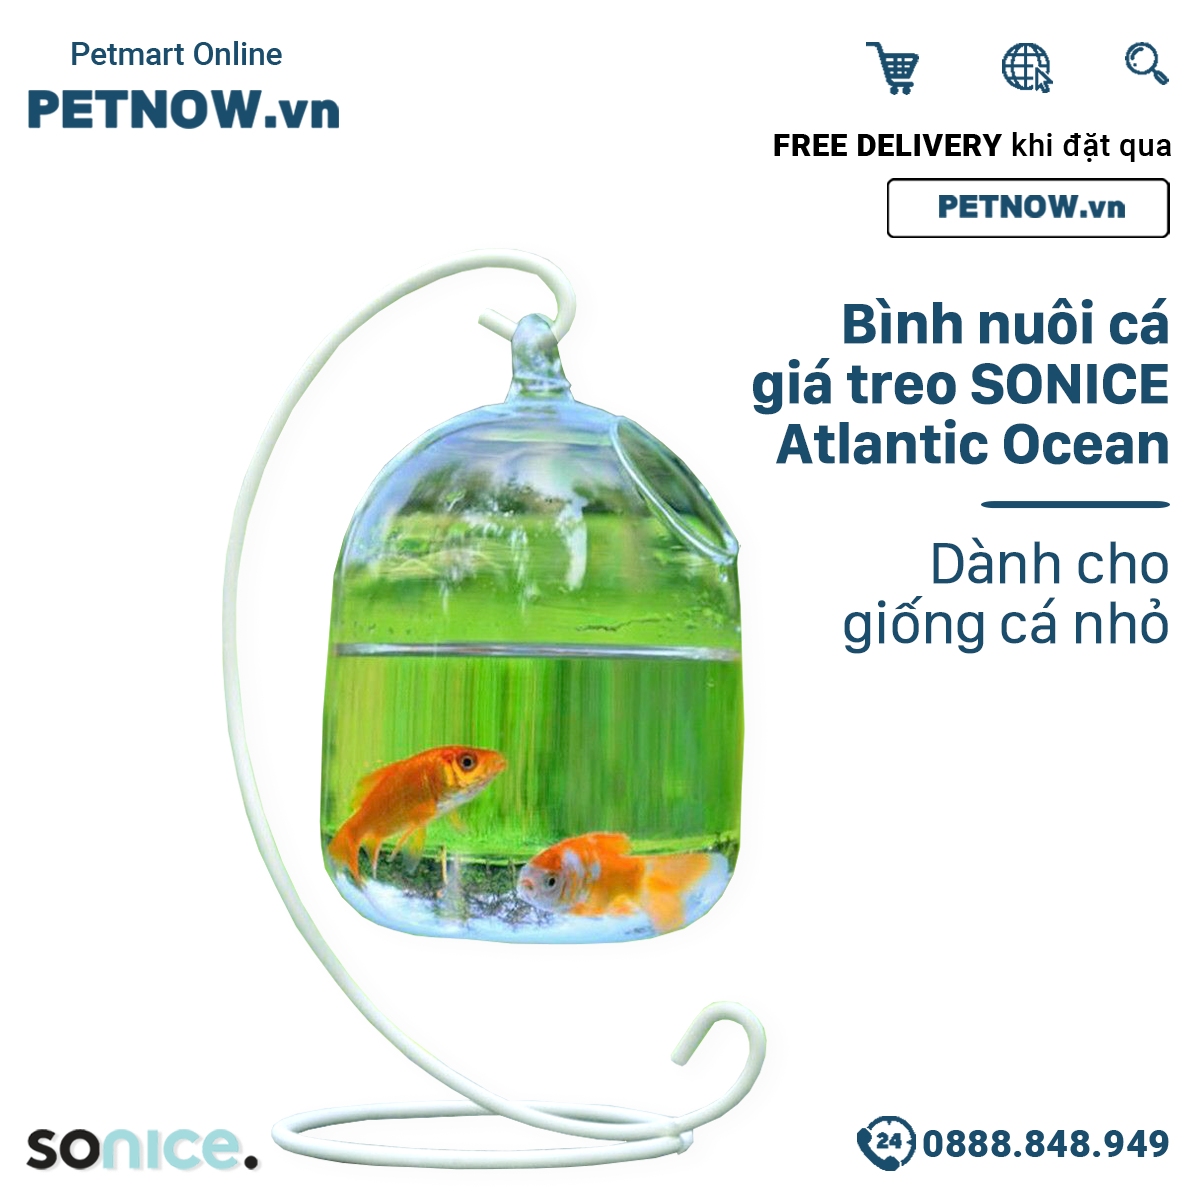 Petmart Online
PETNOW.vn
FREE DELIVERY khi đặt qua
PETNOW.vn
Bình nuôi cá
giá treo SONICE
Atlantic Ocean
Dành cho
giống cá nhỏ
sonice.
24
0888.848.949